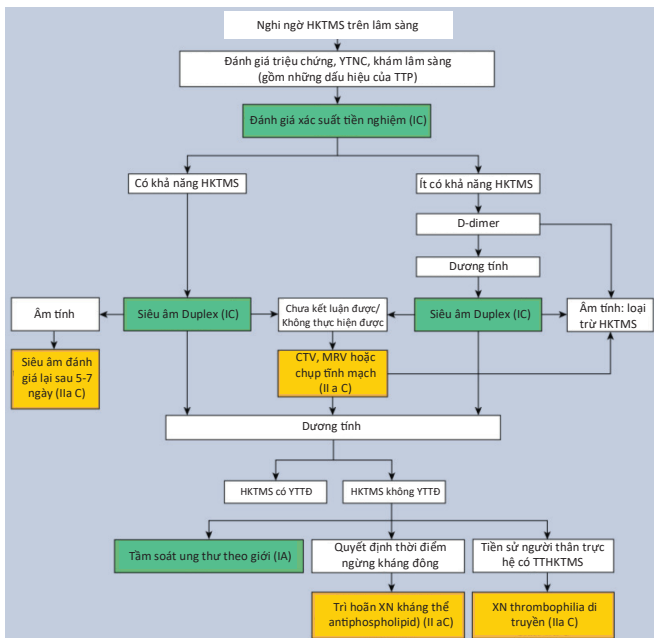 Nghi ngờ HKTMS trên lâm sàng
Đánh giá triệu chứng, YTNC, khám lâm sàng
(gồm những dấu hiệu của TTP)
Đánh giá xác suất tiền nghiệm (IC)
Có khả năng HKTMS
Ít có khả năng HKTMS
D-dimer
Dương tính
Âm tính
Siêu âm Duplex (IC)
Chưa kết luận được/
Không thực hiện được
Siêu âm Duplex (IC)
Âm tính: loại
trừ HKTMS
Siêu âm đánh
giá lại sau 5-7
ngày (IIa C)
CTV, MRV hoặc
chụp tĩnh mạch
(II a C)
Dương tính
HKTMS có YTTĐ
HKTMS không YTTĐ
Tầm soát ung thư theo giới (IA)
Quyết định thời điểm
ngừng kháng đông
Tiền sử người thân trực
hệ có TTHKTMS
Trì hoãn XN kháng thể
antiphospholipid) (II aC)
XN thrombophilia di
truyền (IIa C)